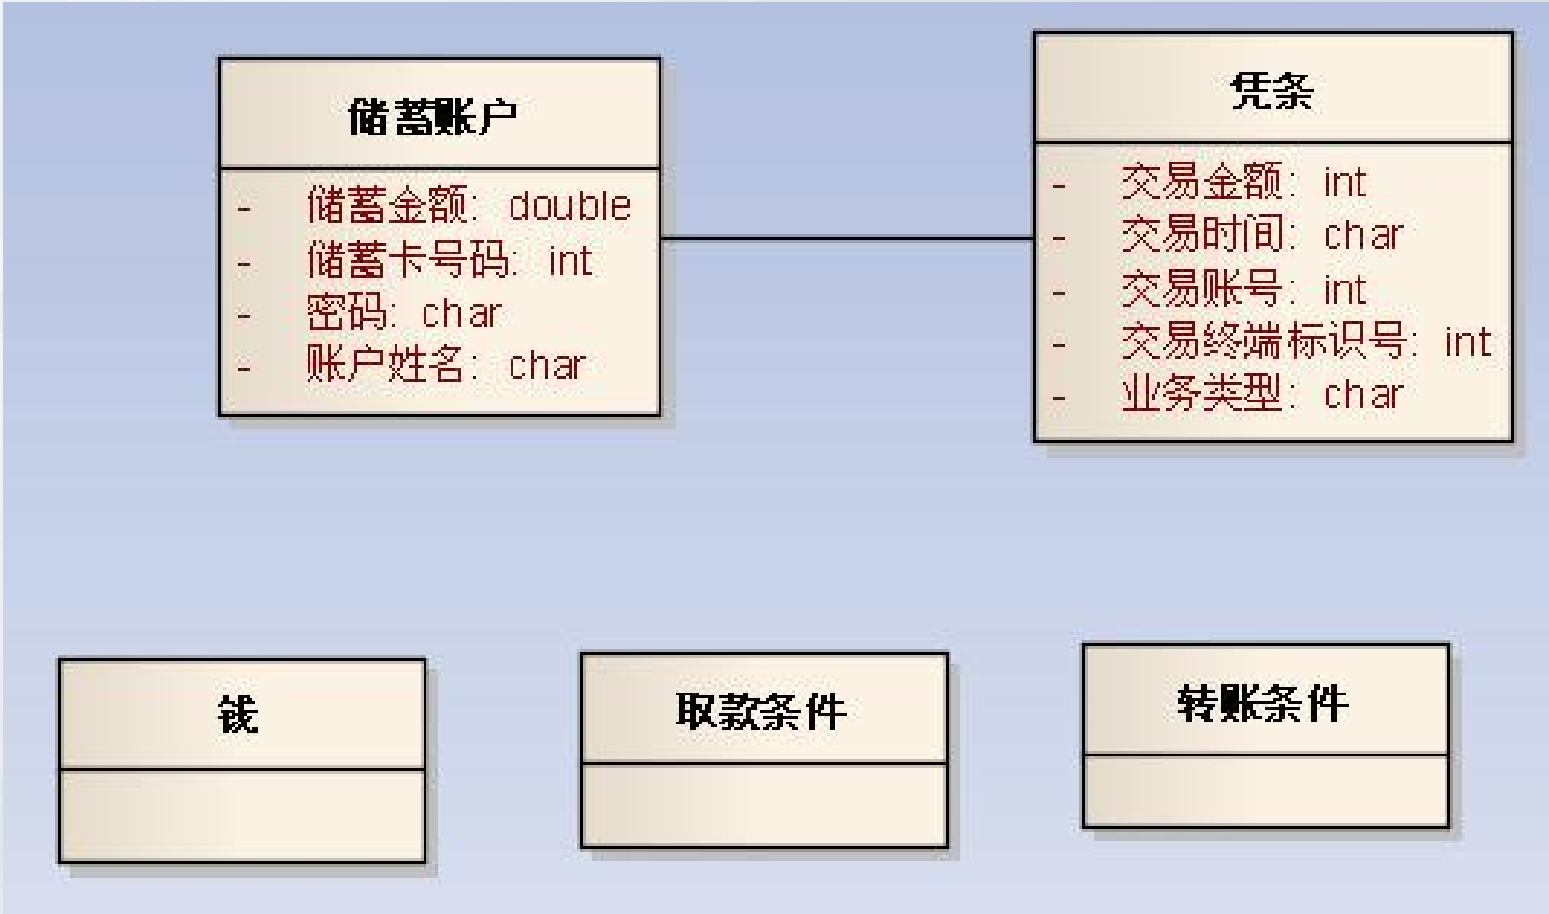 储蓄账户
- 储蓄金额: double
- 储蓄卡号码: int
- 密码: char
- 账户姓名: char
凭条
- 交易金额: int
- 交易时间: char
- 交易账号: int
- 交易终端标识号: int
- 业务类型: char
钱
取款条件
转账条件